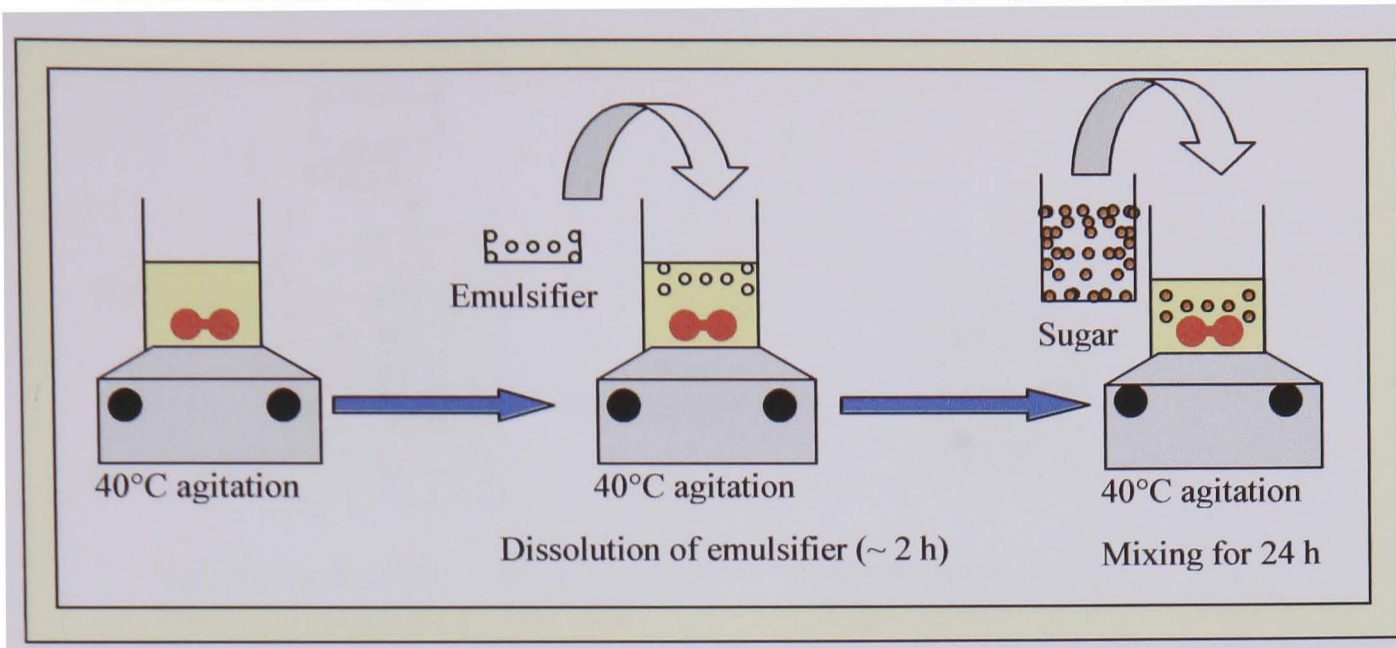 Emulsifier
Sugar
40°C agitation
40°C agitation
40°C agitation
Dissolution of emulsifier (~ 2 h)
Mixing for 24 h